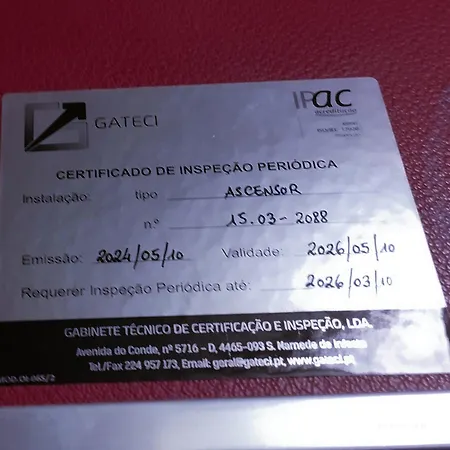 GATECI
IPac
acreditação
CERTIFICADO DE INSPEÇÃO PERIÓDICA
Instalação: tipo ASCENSOR
n.º 15.03-2088
Emissão: 2024/05/10 Validade: 2026/05/10
Requerer Inspeção Periódica até: 2026/03/10
GABINETE TÉCNICO DE CERTIFICAÇÃO E INSPEÇÃO, LDA.
Avenida do Conde, nº 5716 - D, 4465-093 S. Mamede de Infesta
Tel./Fax 224 957 173, Email: geral@gateci.pt, www.gateci.pt